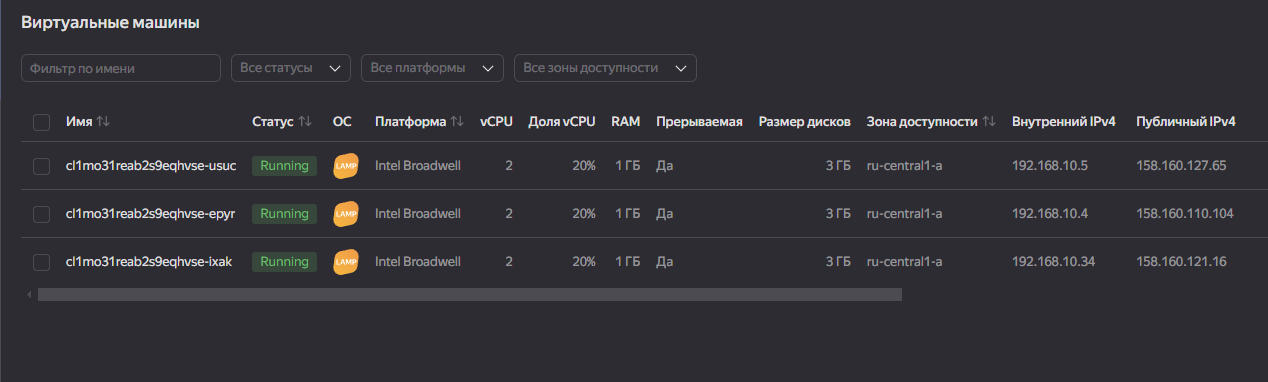 Виртуальные машины
Фильтр по имени Все статусы Все платформы Все зоны доступности
Имя Статус ОС Платформа vCPU Доля vCPU RAM Прерываемая Размер дисков Зона доступности Внутренний IPv4 Публичный IPv4
cl1mo31reab2s9eqhvse-usuc Running LAMP Intel Broadwell 2 20% 1 ГБ Да 3 ГБ ru-central1-a 192.168.10.5 158.160.127.65
cl1mo31reab2s9eqhvse-epyr Running LAMP Intel Broadwell 2 20% 1 ГБ Да 3 ГБ ru-central1-a 192.168.10.4 158.160.110.104
cl1mo31reab2s9eqhvse-ixak Running LAMP Intel Broadwell 2 20% 1 ГБ Да 3 ГБ ru-central1-a 192.168.10.34 158.160.121.16